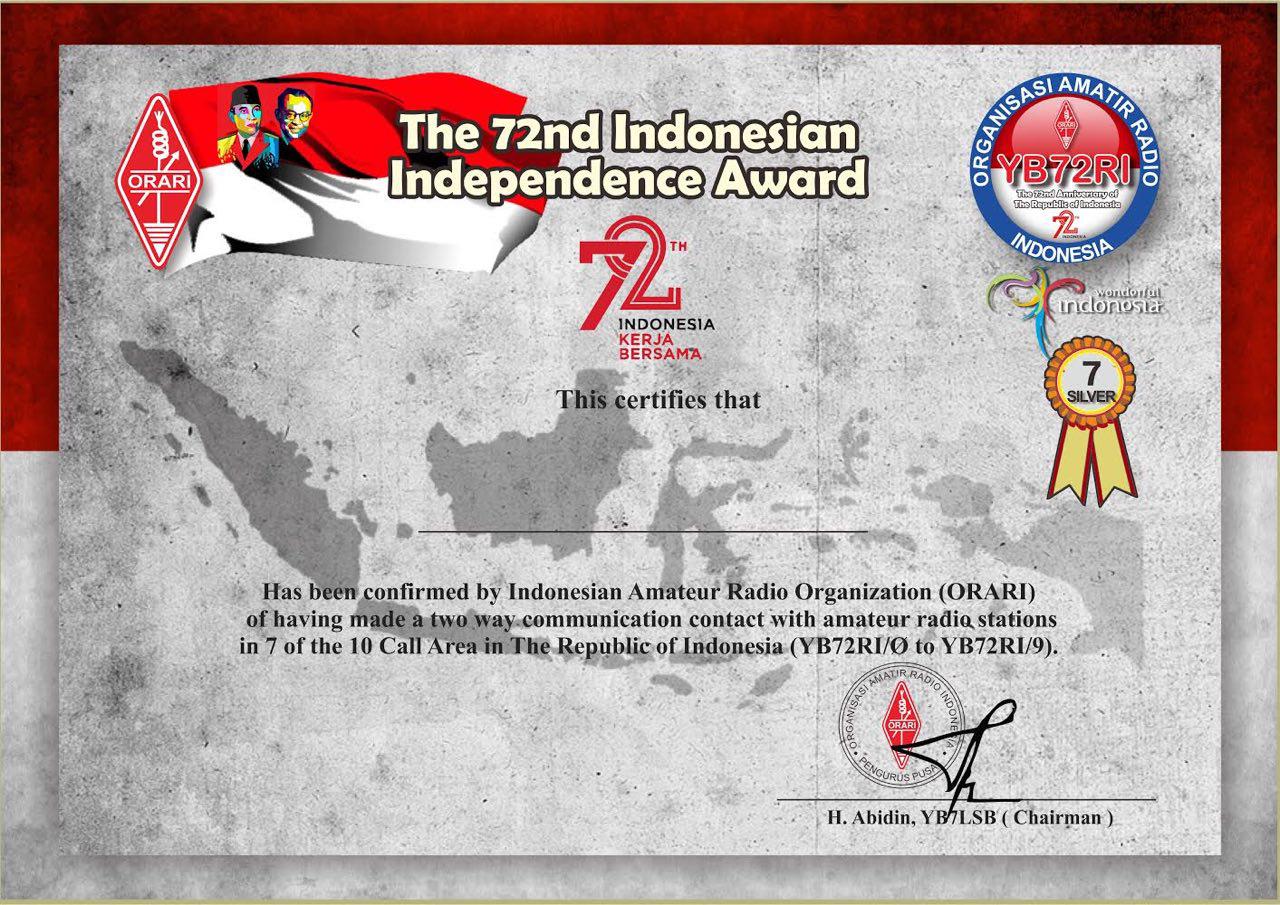 ORARI
The 72nd Indonesian
Independence Award
ORGANISASI AMATIR RADIO
ORARI
YB72RI
The 72nd Anniversary of
The Republic of Indonesia
72
INDONESIA
INDONESIA
72TH
INDONESIA
KERJA
BERSAMA
wonderful
indonesia
7
SILVER
This certifies that
Has been confirmed by Indonesian Amateur Radio Organization (ORARI)
of having made a two way communication contact with amateur radio stations
in 7 of the 10 Call Area in The Republic of Indonesia (YB72RI/Ø to YB72RI/9).
ORGANISASI AMATIR RADIO INDONESIA
ORARI
PENGURUS PUSAT
H. Abidin, YB7LSB ( Chairman )